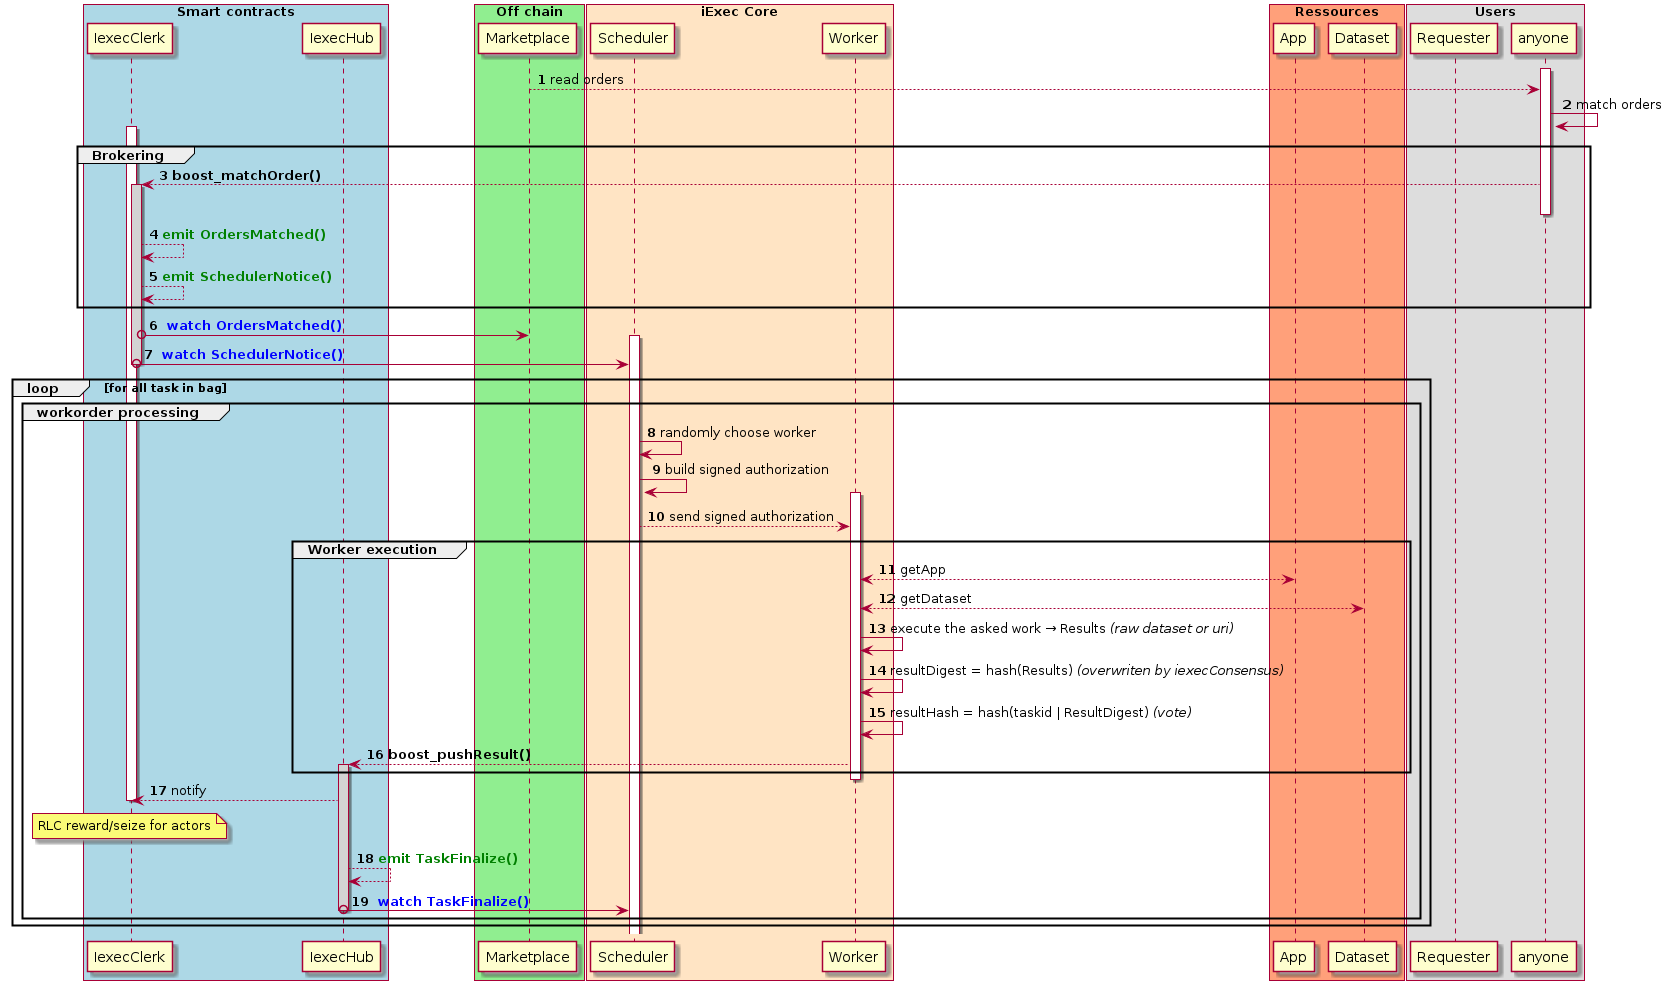 Smart contracts
Off chain
iExec Core
Ressources
Users
IexecClerk
IexecHub
Marketplace
Scheduler
Worker
App
Dataset
Requester
anyone
1 read orders
2 match orders
Brokering
3 boost_matchOrder()
4 emit OrdersMatched()
5 emit SchedulerNotice()
6 watch OrdersMatched()
7 watch SchedulerNotice()
loop [for all task in bag]
workorder processing
8 randomly choose worker
9 build signed authorization
10 send signed authorization
Worker execution
11 getApp
12 getDataset
13 execute the asked work → Results (raw dataset or uri)
14 resultDigest = hash(Results) (overwriten by iexecConsensus)
15 resultHash = hash(taskid | ResultDigest) (vote)
16 boost_pushResult()
17 notify
RLC reward/seize for actors
18 emit TaskFinalize()
19 watch TaskFinalize()
IexecClerk
IexecHub
Marketplace
Scheduler
Worker
App
Dataset
Requester
anyone